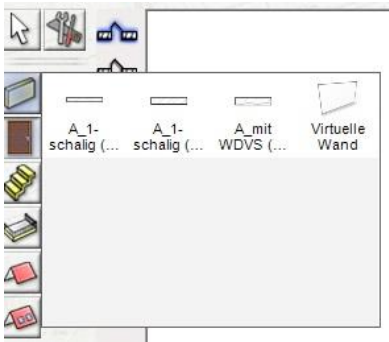 A_1-
schalig (...
A_1-
schalig (...
A_mit
WDVS (...
Virtuelle
Wand